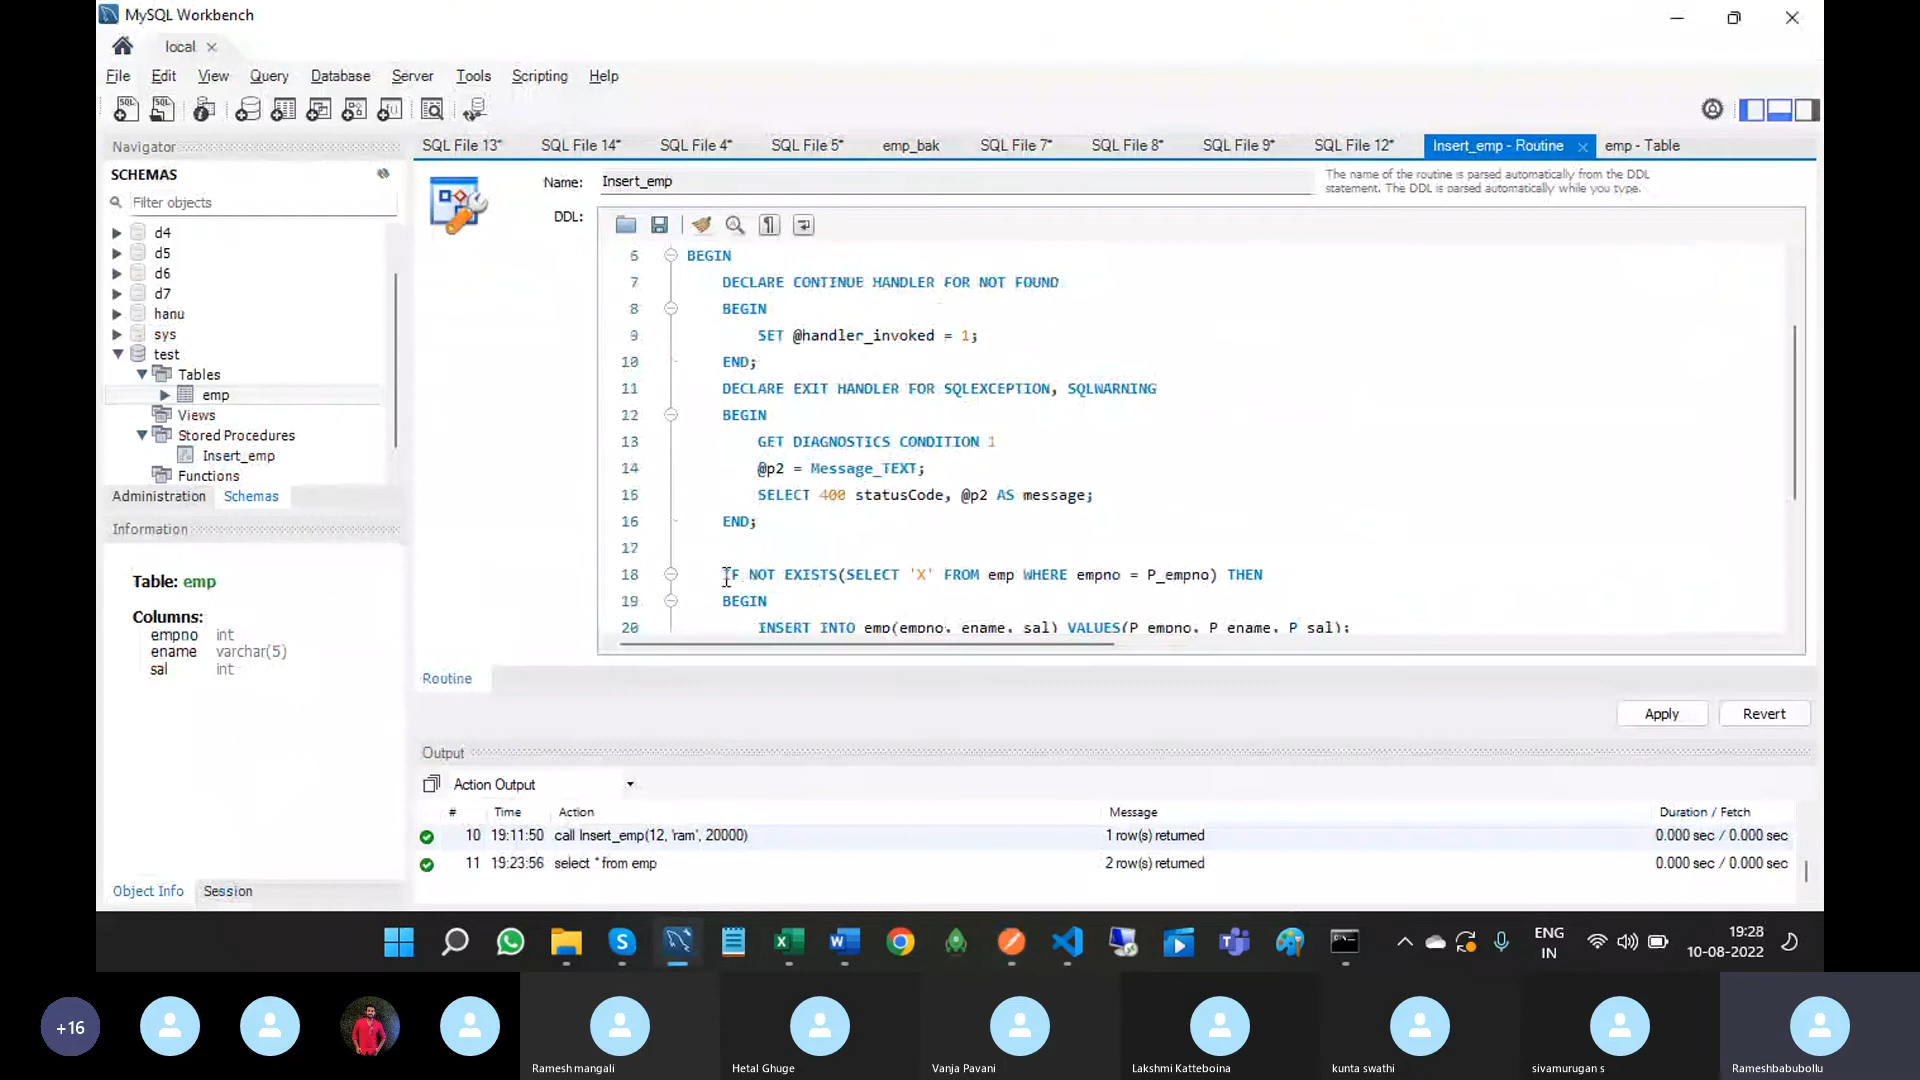 MySQL Workbench
local
File Edit View Query Database Server Tools Scripting Help
Navigator
SCHEMAS
Filter objects
d4
d5
d6
d7
hanu
sys
test
Tables
emp
Views
Stored Procedures
Insert_emp
Functions
Administration Schemas
Information
Table: emp
Columns:
empno int
ename varchar(5)
sal int
Object Info Session
SQL File 13* SQL File 14* SQL File 4* SQL File 5* emp_bak SQL File 7* SQL File 8* SQL File 9* SQL File 12* Insert_emp - Routine emp - Table
Name: Insert_emp
The name of the routine is parsed automatically from the DDL
statement. The DDL is parsed automatically while you type.
DDL:
6 BEGIN
7 DECLARE CONTINUE HANDLER FOR NOT FOUND
8 BEGIN
9 SET @handler_invoked = 1;
10 END;
11 DECLARE EXIT HANDLER FOR SQLEXCEPTION, SQLWARNING
12 BEGIN
13 GET DIAGNOSTICS CONDITION 1
14 @p2 = Message_TEXT;
15 SELECT 400 statusCode, @p2 AS message;
16 END;
17
18 IF NOT EXISTS(SELECT 'X' FROM emp WHERE empno = P_empno) THEN
19 BEGIN
20 INSERT INTO emp(empno, ename, sal) VALUES(P_empno, P_ename, P_sal);
Routine
Apply Revert
Output
Action Output
# Time Action Message Duration / Fetch
10 19:11:50 call Insert_emp(12, 'ram', 20000) 1 row(s) returned 0.000 sec / 0.000 sec
11 19:23:56 select * from emp 2 row(s) returned 0.000 sec / 0.000 sec
ENG
IN
19:28
10-08-2022
+16
Ramesh mangali
Hetal Ghuge
Vanja Pavani
Lakshmi Katteboina
kunta swathi
sivamurugan s
Rameshbabubollu